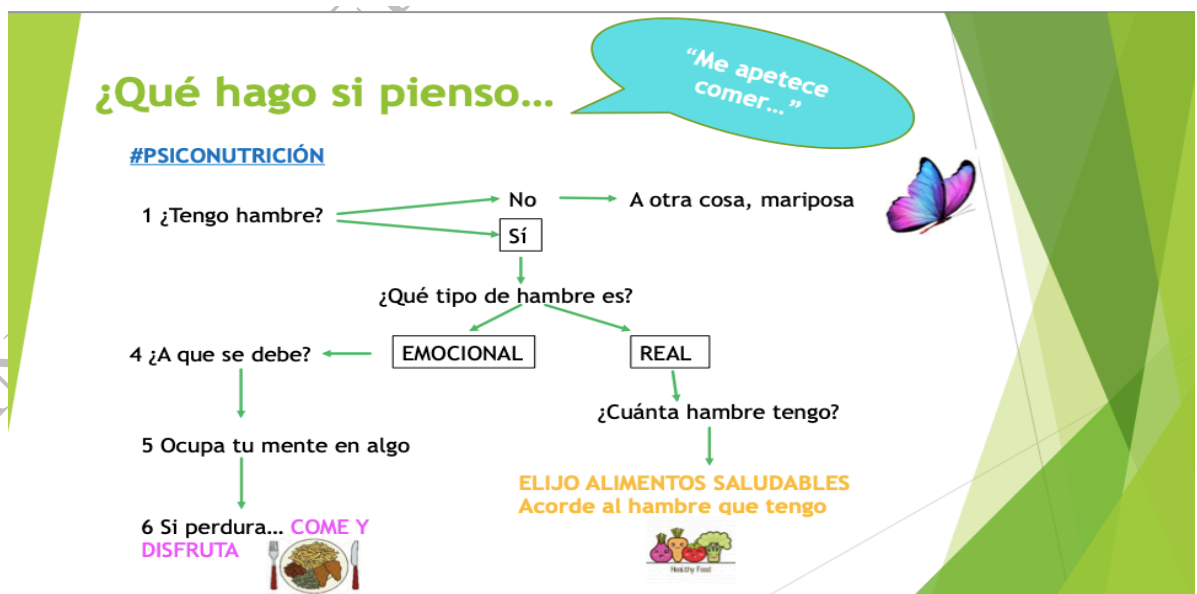 ¿Qué hago si pienso...
“Me apetece
comer...”
#PSICONUTRICIÓN
1 ¿Tengo hambre?
No
A otra cosa, mariposa
Sí
¿Qué tipo de hambre es?
4 ¿A que se debe?
EMOCIONAL
REAL
¿Cuánta hambre tengo?
5 Ocupa tu mente en algo
ELIJO ALIMENTOS SALUDABLES
Acorde al hambre que tengo
6 Si perdura... COME Y
DISFRUTA
Healthy Food